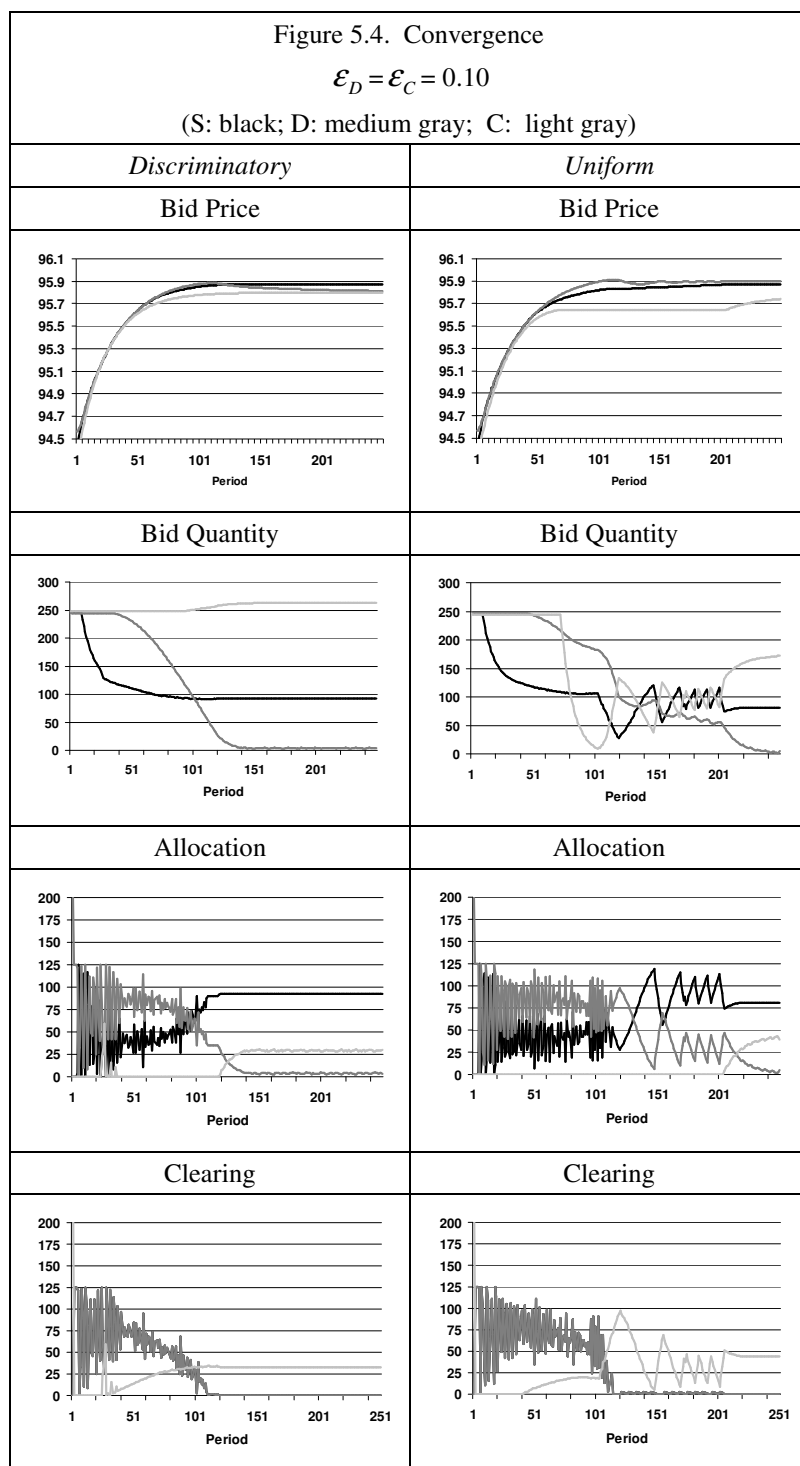 Figure 5.4. Convergence
ε_D = ε_C = 0.10
(S: black; D: medium gray; C: light gray)
Discriminatory
Uniform
Bid Price
Bid Price
96.1
95.9
95.7
95.5
95.3
95.1
94.9
94.7
94.5
1 51 101 151 201
Period
96.1
95.9
95.7
95.5
95.3
95.1
94.9
94.7
94.5
1 51 101 151 201
Period
Bid Quantity
Bid Quantity
300
250
200
150
100
50
0
1 51 101 151 201
Period
300
250
200
150
100
50
0
1 51 101 151 201
Period
Allocation
Allocation
200
175
150
125
100
75
50
25
0
1 51 101 151 201
Period
200
175
150
125
100
75
50
25
0
1 51 101 151 201
Period
Clearing
Clearing
200
175
150
125
100
75
50
25
0
1 51 101 151 201 251
Period
200
175
150
125
100
75
50
25
0
1 51 101 151 201 251
Period